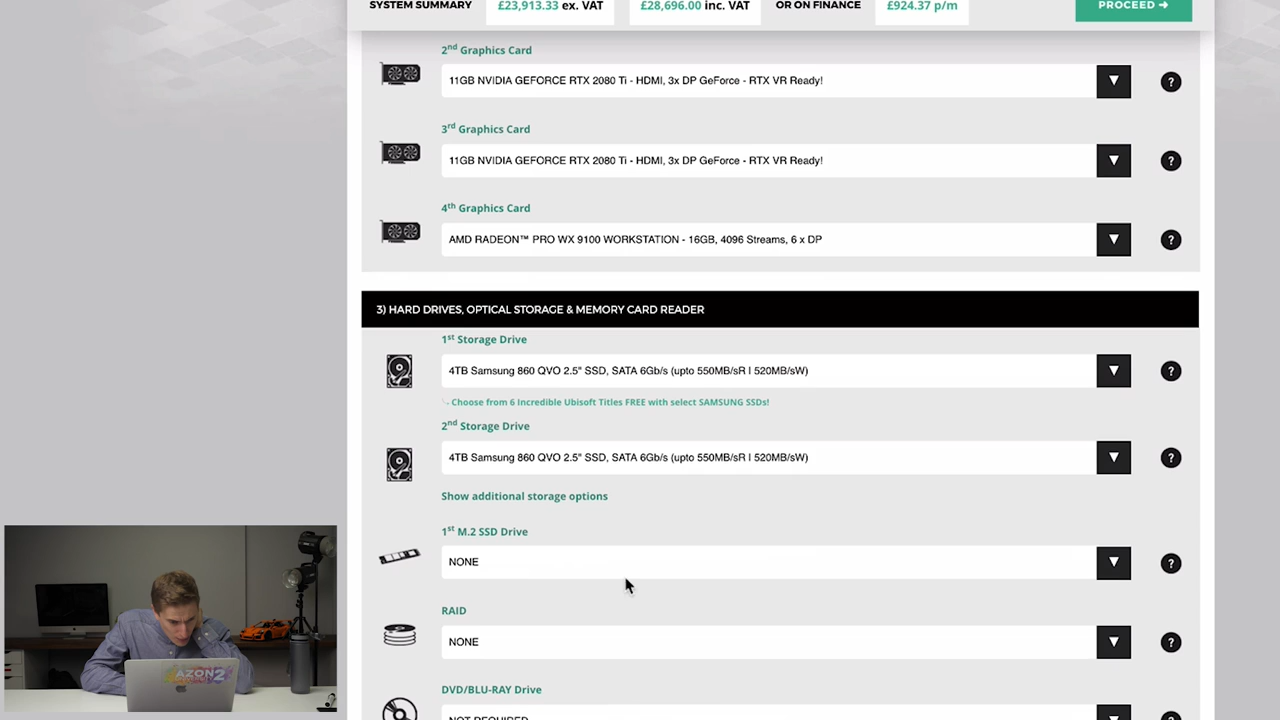 SYSTEM SUMMARY £23,913.33 ex. VAT £28,696.00 inc. VAT OR ON FINANCE £924.37 p/m PROCEED →
2nd Graphics Card
11GB NVIDIA GEFORCE RTX 2080 Ti - HDMI, 3x DP GeForce - RTX VR Ready!
?
3rd Graphics Card
11GB NVIDIA GEFORCE RTX 2080 Ti - HDMI, 3x DP GeForce - RTX VR Ready!
?
4th Graphics Card
AMD RADEON™ PRO WX 9100 WORKSTATION - 16GB, 4096 Streams, 6 x DP
?
3) HARD DRIVES, OPTICAL STORAGE & MEMORY CARD READER
1st Storage Drive
4TB Samsung 860 QVO 2.5" SSD, SATA 6Gb/s (upto 550MB/sR | 520MB/sW)
?
Choose from 6 Incredible Ubisoft Titles FREE with select SAMSUNG SSDs!
2nd Storage Drive
4TB Samsung 860 QVO 2.5" SSD, SATA 6Gb/s (upto 550MB/sR | 520MB/sW)
?
Show additional storage options
1st M.2 SSD Drive
NONE
?
RAID
NONE
?
DVD/BLU-RAY Drive
NOT REQUIRED
AZON2